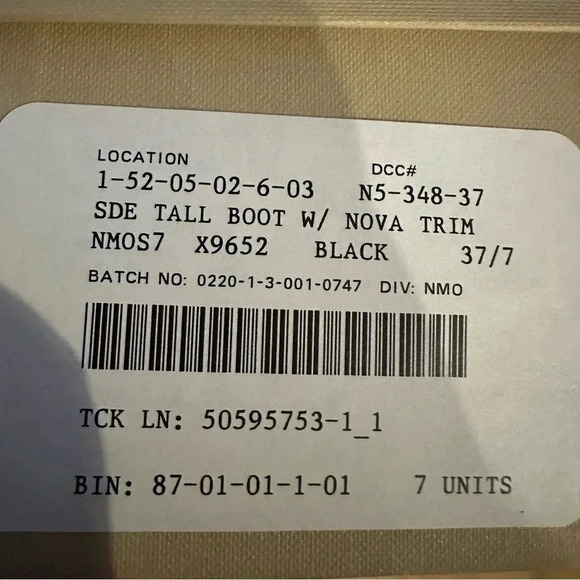 LOCATION DCC#
1-52-05-02-6-03 N5-348-37
SDE TALL BOOT W/ NOVA TRIM
NMOS7 X9652 BLACK 37/7
BATCH NO: 0220-1-3-001-0747 DIV: NMO
TCK LN: 50595753-1_1
BIN: 87-01-01-1-01 7 UNITS